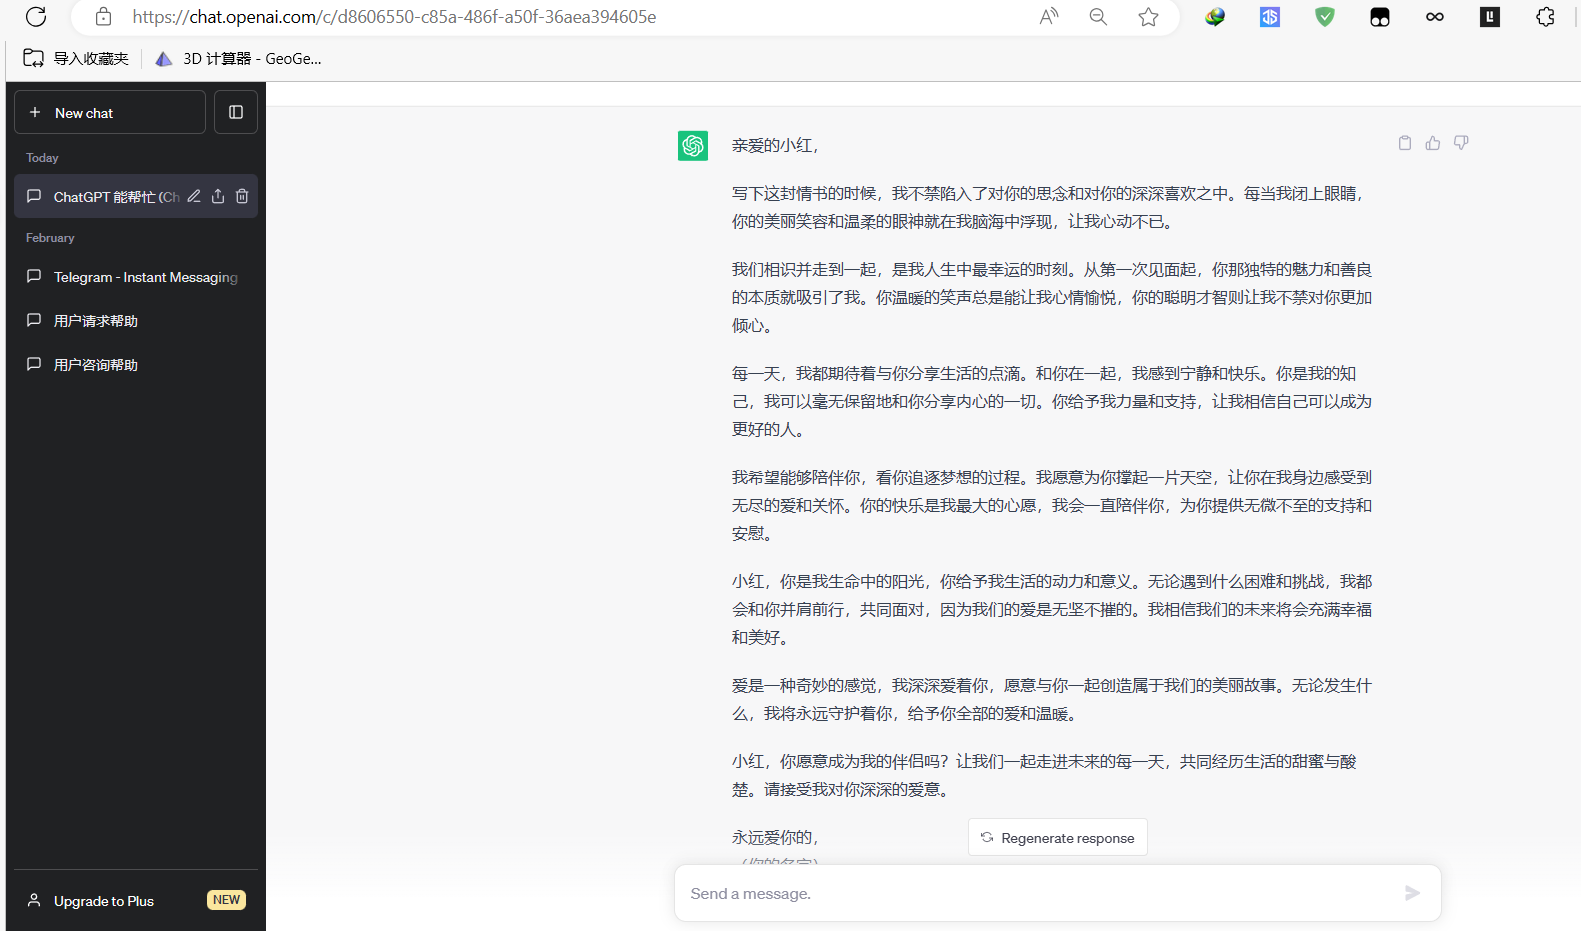 https://chat.openai.com/c/d8606550-c85a-486f-a50f-36aea394605e
导入收藏夹
3D 计算器 - GeoGe...
New chat
Today
ChatGPT 能帮忙 (Ch
February
Telegram - Instant Messaging
用户请求帮助
用户咨询帮助
Upgrade to Plus
NEW
亲爱的小红，
写下这封情书的时候，我不禁陷入了对你的思念和对你的深深喜欢之中。每当我闭上眼睛，
你的美丽笑容和温柔的眼神就在我脑海中浮现，让我心动不已。
我们相识并走到一起，是我人生中最幸运的时刻。从第一次见面起，你那独特的魅力和善良
的本质就吸引了我。你温暖的笑声总是能让我心情愉悦，你的聪明才智则让我不禁对你更加
倾心。
每一天，我都期待着与你分享生活的点滴。和你在一起，我感到宁静和快乐。你是我的知
己，我可以毫无保留地和你分享内心的一切。你给予我力量和支持，让我相信自己可以成为
更好的人。
我希望能够陪伴你，看你追逐梦想的过程。我愿意为你撑起一片天空，让你在我身边感受到
无尽的爱和关怀。你的快乐是我最大的心愿，我会一直陪伴你，为你提供无微不至的支持和
安慰。
小红，你是我生命中的阳光，你给予我生活的动力和意义。无论遇到什么困难和挑战，我都
会和你并肩前行，共同面对，因为我们的爱是无坚不摧的。我相信我们的未来将会充满幸福
和美好。
爱是一种奇妙的感觉，我深深爱着你，愿意与你一起创造属于我们的美丽故事。无论发生什
么，我将永远守护着你，给予你全部的爱和温暖。
小红，你愿意成为我的伴侣吗？让我们一起走进未来的每一天，共同经历生活的甜蜜与酸
楚。请接受我对你深深的爱意。
永远爱你的，
Regenerate response
Send a message.